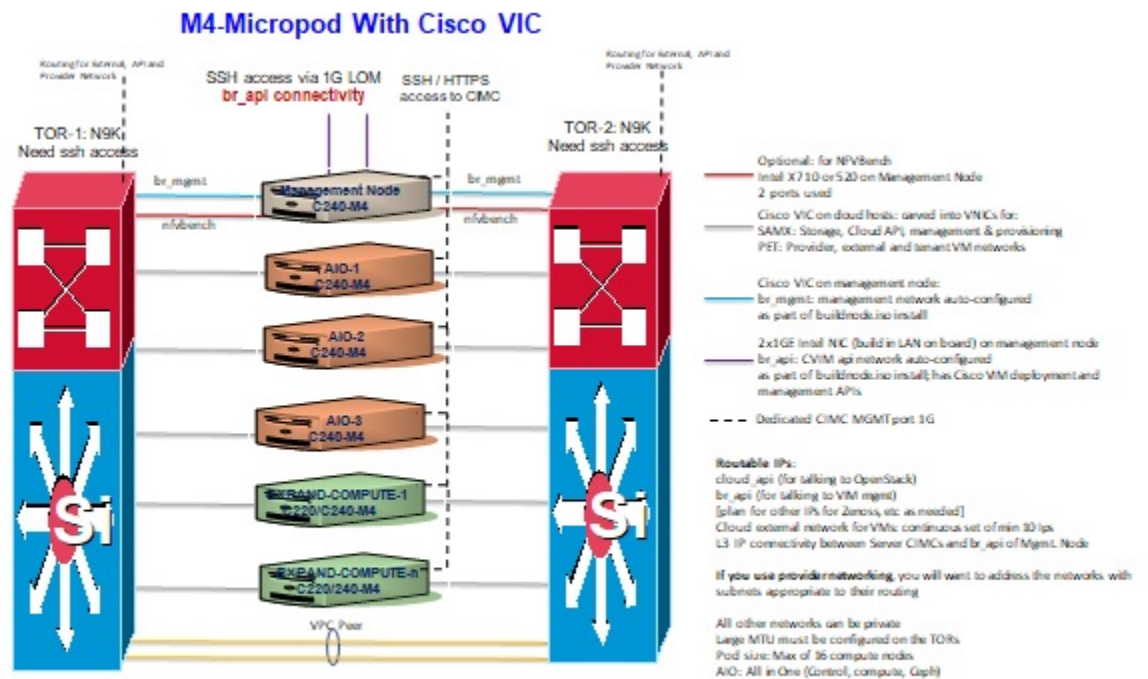 M4-Micropod With Cisco VIC
Routing for External, API and
Provider Network
SSH access via 1G LOM
br_api connectivity
SSH / HTTPS
access to CIMC
Routing for External, API and
Provider Network
TOR-1: N9K
Need ssh access
TOR-2: N9K
Need ssh access
br_mgmt
Management Node
C240-M4
br_mgmt
nfvbench
nfvbench
AIO-1
C240-M4
AIO-2
C240-M4
AIO-3
C240-M4
EXPAND-COMPUTE-1
C220/C240-M4
EXPAND-COMPUTE-n
C220/240-M4
VPC Peer
Si
Si
Optional: for NFVBench
Intel X710 or 520 on Management Node
2 ports used
Cisco VIC on cloud hosts: carved into VNICs for:
SAMX: Storage, Cloud API, management & provisioning
PET: Provider, external and tenant VM networks
Cisco VIC on management node:
br_mgmt: management network auto-configured
as part of buildnode.iso install
2x1GE Intel NIC (build in LAN on board) on management node
br_api: CVIM api network auto-configured
as part of buildnode.iso install; has Cisco VIM deployment and
management APIs
Dedicated CIMC MGMT port 1G
Routable IPs:
cloud_api (for talking to OpenStack)
br_api (for talking to VIM mgmt)
[plan for other IPs for Zenoss, etc as needed]
Cloud external network for VMs: continuous set of min 10 Ips
L3 IP connectivity between Server CIMCs and br_api of Mgmt. Node
If you use provider networking, you will want to address the networks with
subnets appropriate to their routing
All other networks can be private
Large MTU must be configured on the TORs
Pod size: Max of 16 compute nodes
AIO: All in One (Control, compute, Ceph)